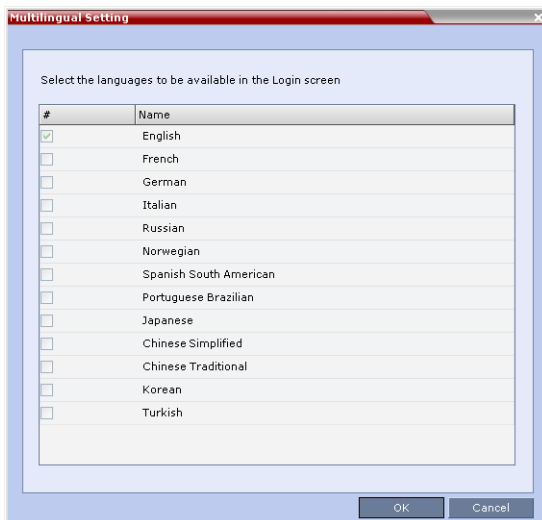 Multilingual Setting
Select the languages to be available in the Login screen
# Name
English
French
German
Italian
Russian
Norwegian
Spanish South American
Portuguese Brazilian
Japanese
Chinese Simplified
Chinese Traditional
Korean
Turkish
OK Cancel